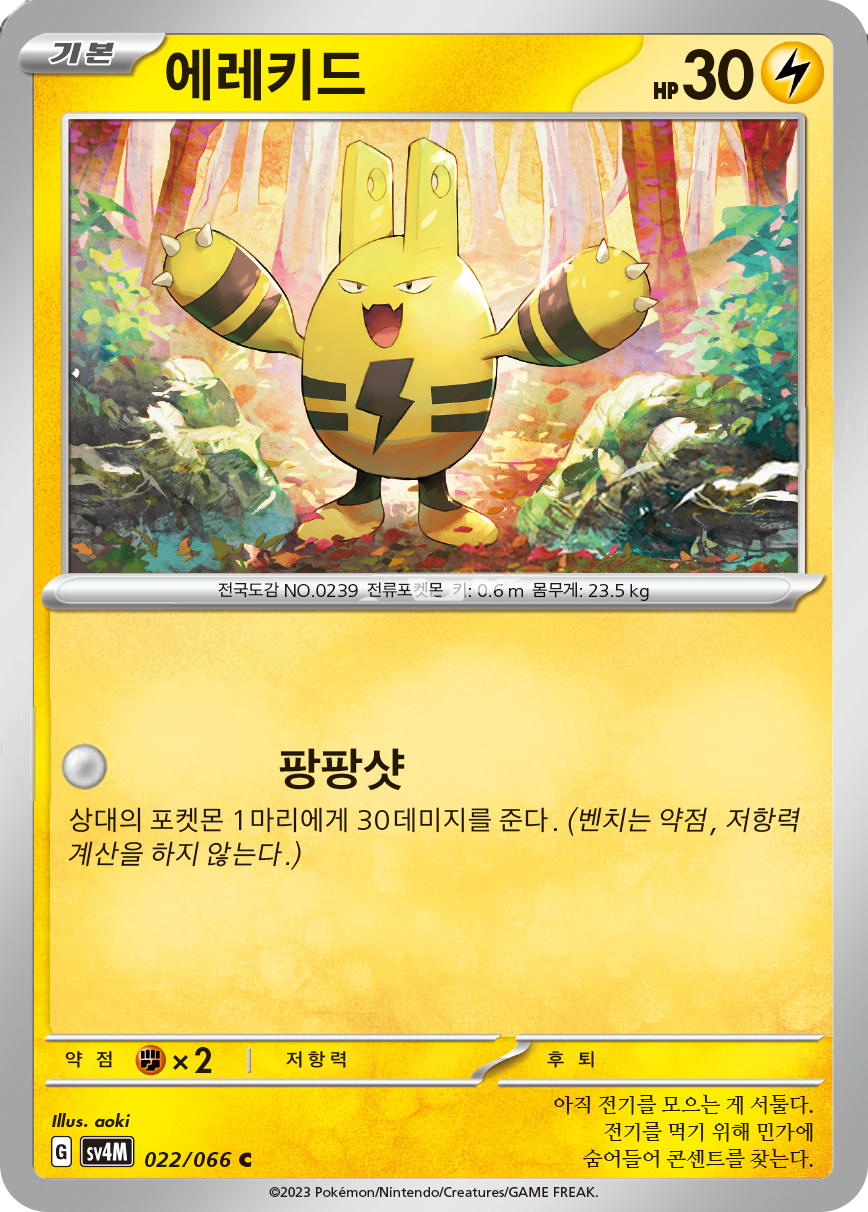 기본 에레키드 HP 30
전국도감 NO.0239 전류포켓몬 키: 0.6 m 몸무게: 23.5 kg
팡팡샷
상대의 포켓몬 1마리에게 30데미지를 준다. (벤치는 약점, 저항력
계산을 하지 않는다.)
약점 ×2 저항력 후퇴
아직 전기를 모으는 게 서툴다.
전기를 먹기 위해 민가에
숨어들어 콘센트를 찾는다.
Illus. aoki
G sv4M 022/066 C
©2023 Pokémon/Nintendo/Creatures/GAME FREAK.